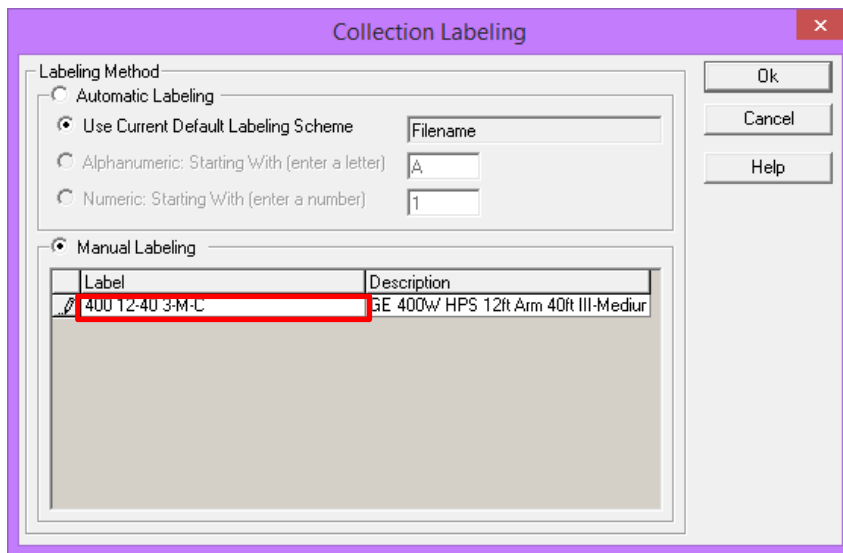 Collection Labeling
Labeling Method
Automatic Labeling
Use Current Default Labeling Scheme Filename
Alphanumeric: Starting With (enter a letter) A
Numeric: Starting With (enter a number) 1
Manual Labeling
Label Description
400 12-40 3-M-C GE 400W HPS 12ft Arm 40ft III-Mediur
Ok
Cancel
Help